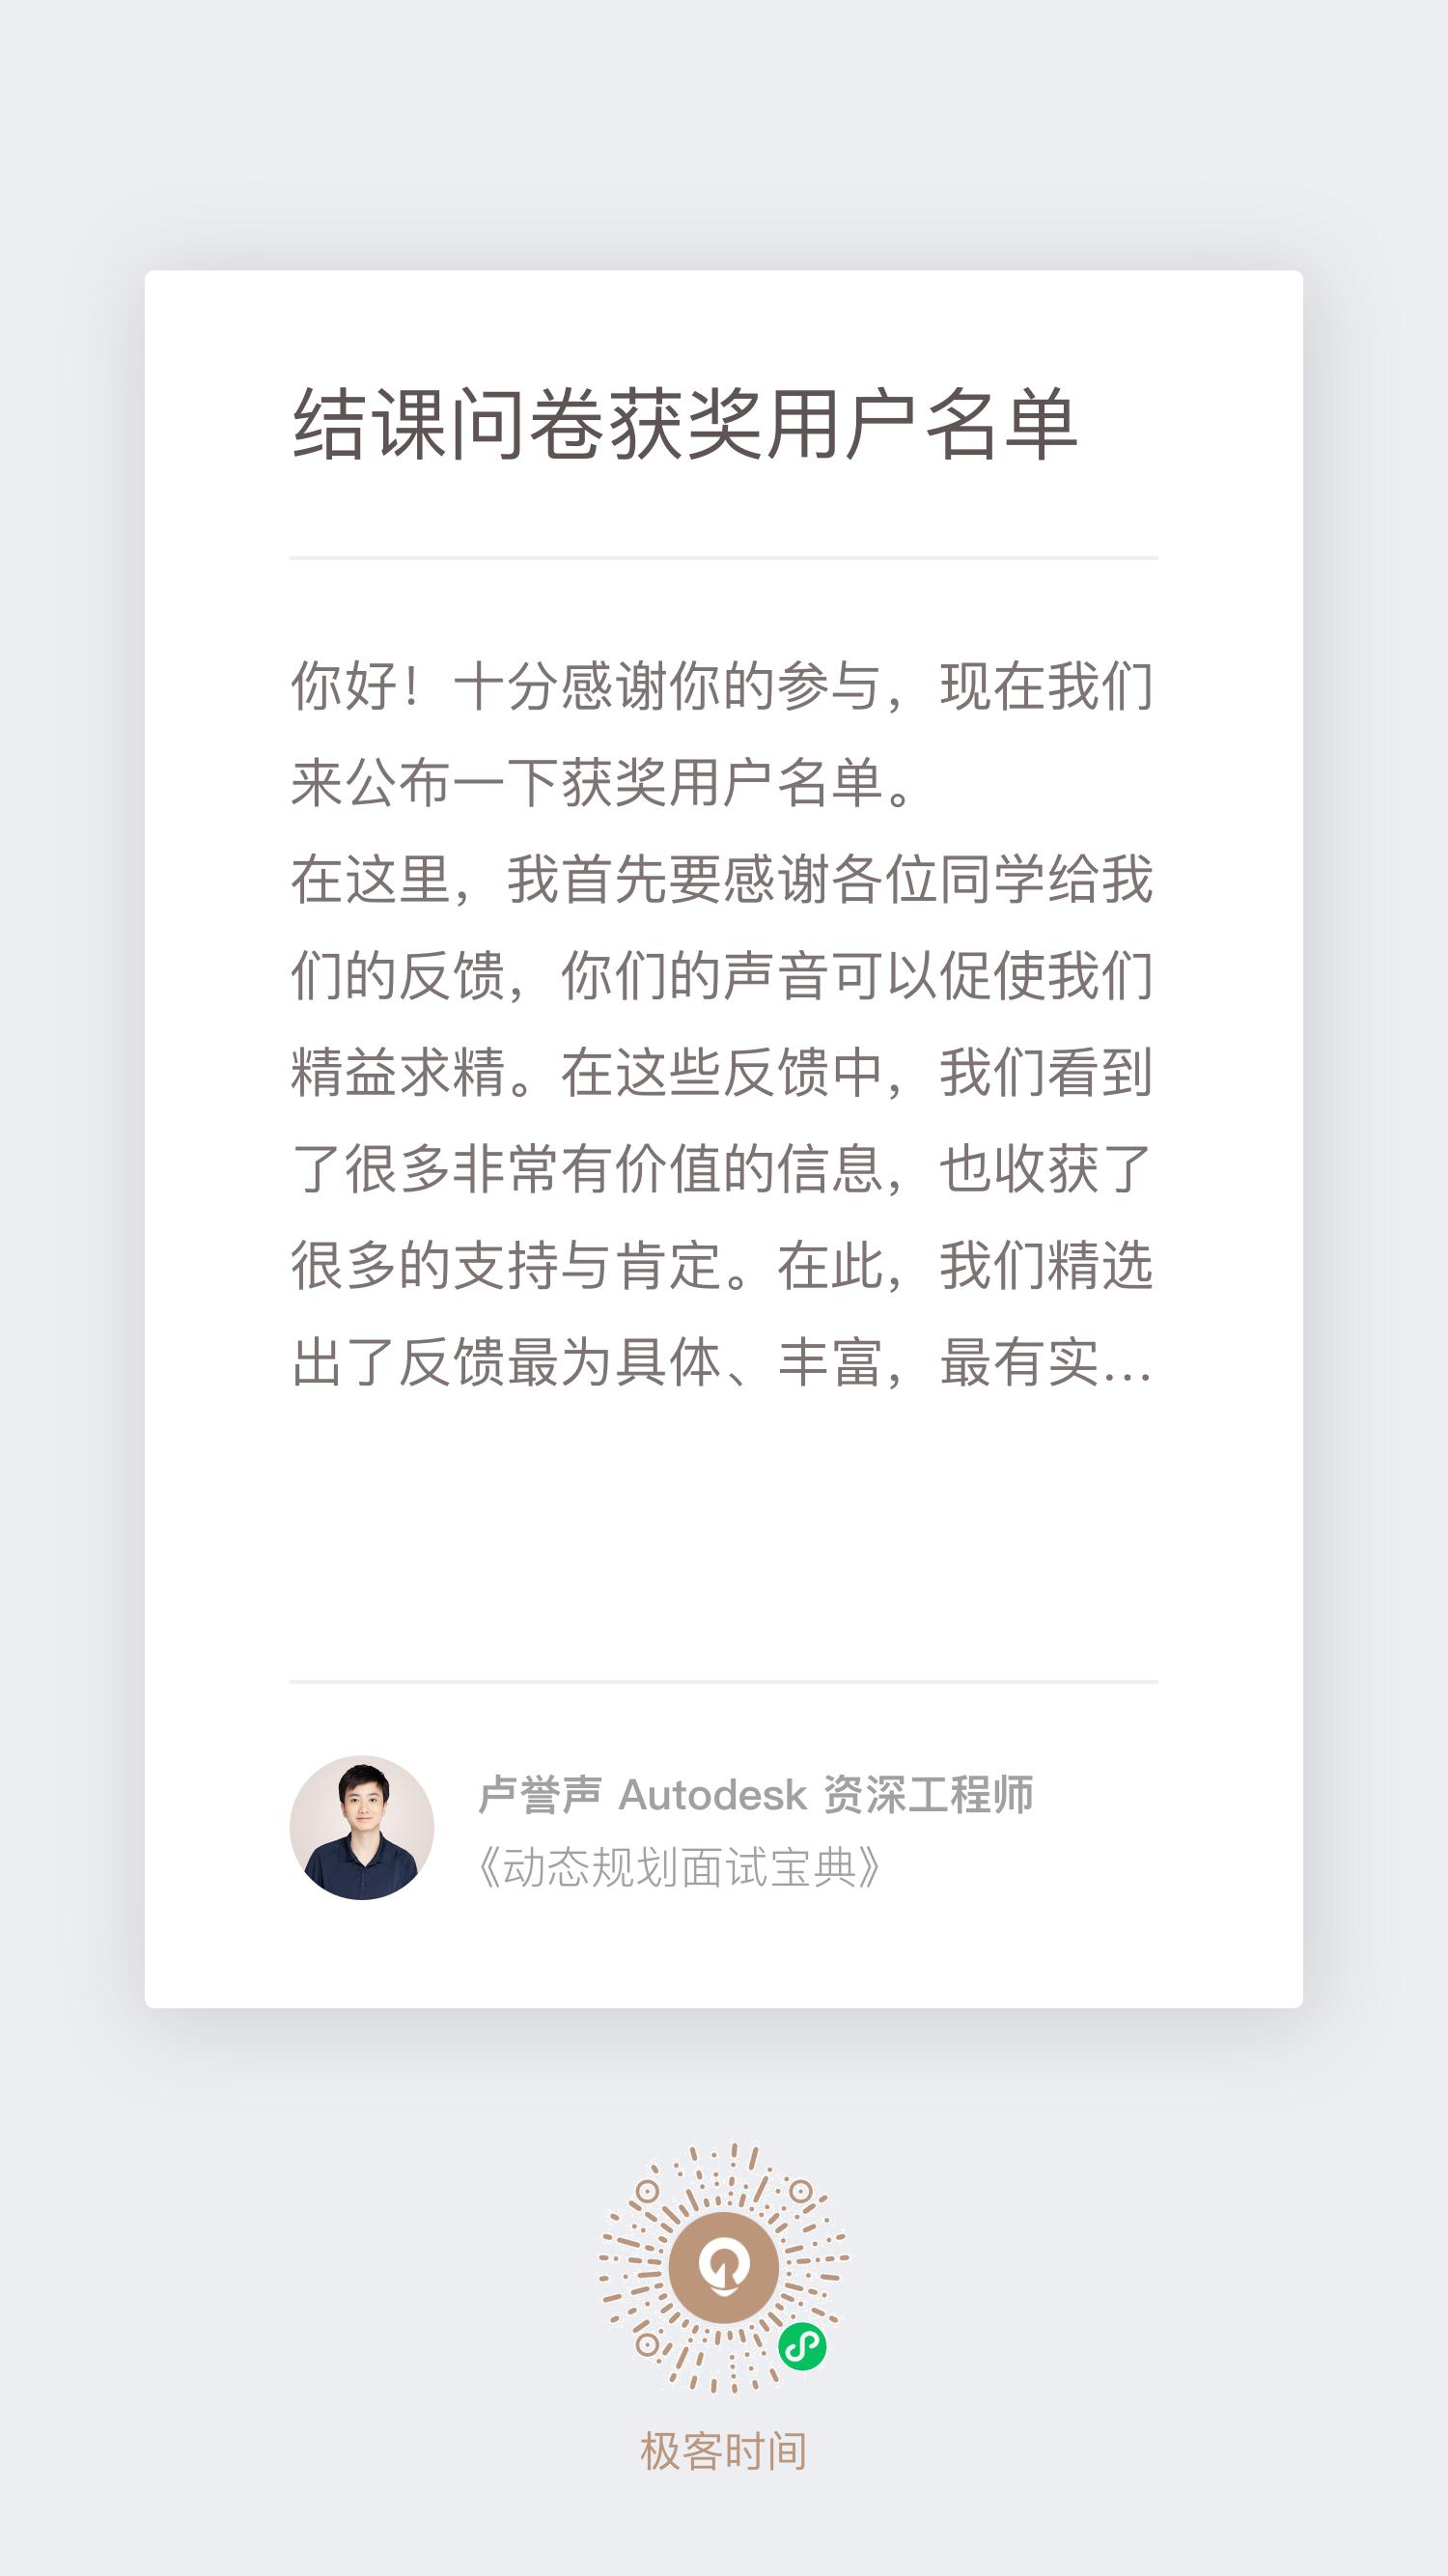 结课问卷获奖用户名单
你好！十分感谢你的参与，现在我们
来公布一下获奖用户名单。
在这里，我首先要感谢各位同学给我
们的反馈，你们的声音可以促使我们
精益求精。在这些反馈中，我们看到
了很多非常有价值的信息，也收获了
很多的支持与肯定。在此，我们精选
出了反馈最为具体、丰富，最有实...
卢誉声 Autodesk 资深工程师
《动态规划面试宝典》
极客时间